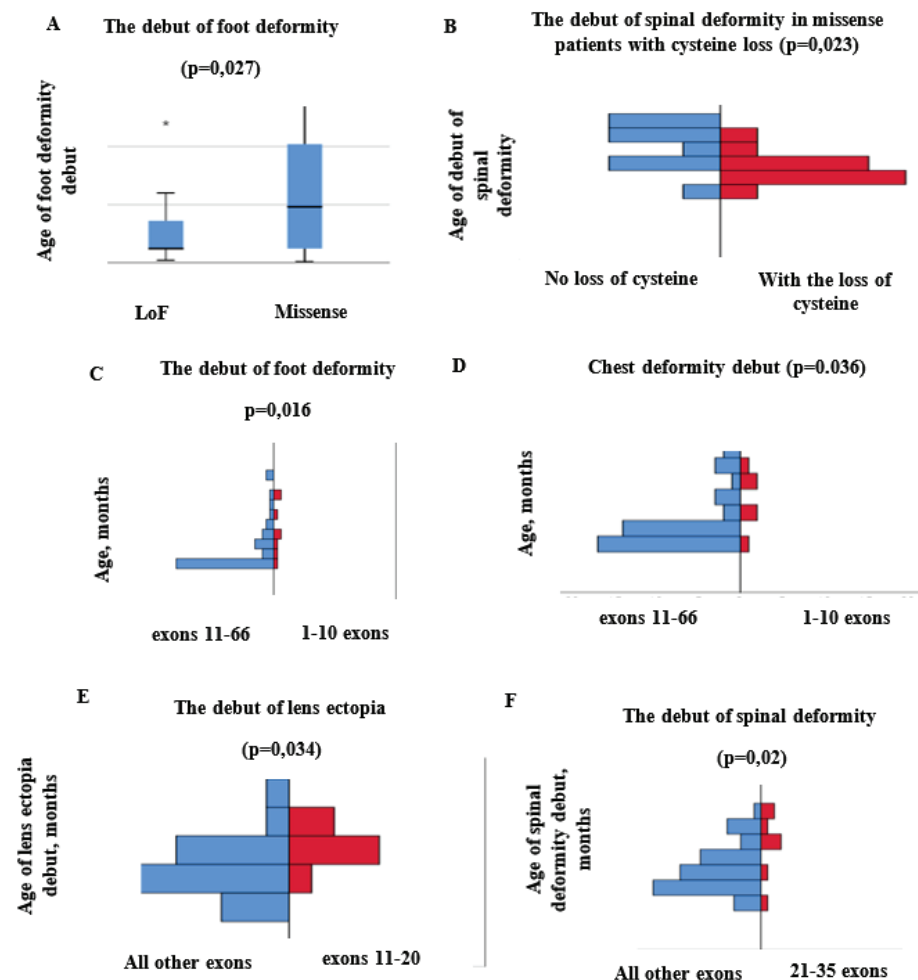 A
The debut of foot deformity
(p=0,027)
Age of foot deformity
debut
LoF
Missense
B
The debut of spinal deformity in missense
patients with cysteine loss (p=0,023)
Age of debut of
spinal
deformity
No loss of cysteine
With the loss of
cysteine
C
The debut of foot deformity
p=0,016
Age, months
exons 11-66
1-10 exons
D
Chest deformity debut (p=0.036)
Age, months
exons 11-66
1-10 exons
E
The debut of lens ectopia
(p=0,034)
Age of lens ectopia
debut, months
All other exons
exons 11-20
F
The debut of spinal deformity
(p=0,02)
Age of spinal
deformity debut,
months
All other exons
21-35 exons